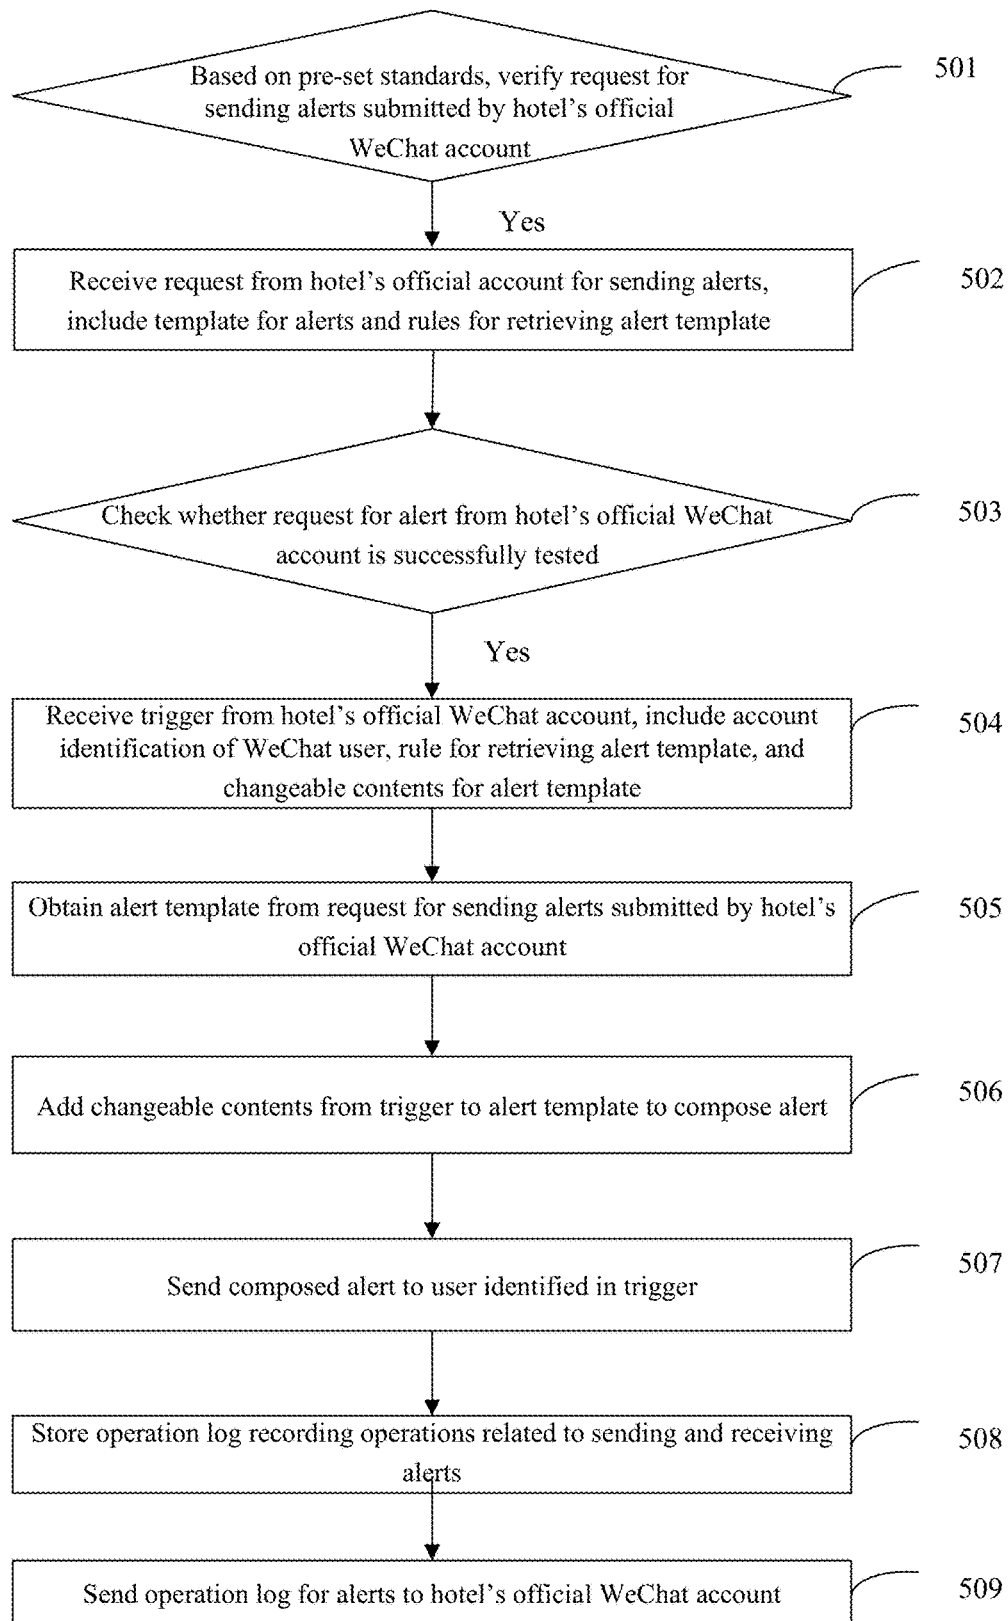 Based on pre-set standards, verify request for
sending alerts submitted by hotel's official
WeChat account
501
Yes
Receive request from hotel's official account for sending alerts,
include template for alerts and rules for retrieving alert template
502
Check whether request for alert from hotel's official WeChat
account is successfully tested
503
Yes
Receive trigger from hotel's official WeChat account, include account
identification of WeChat user, rule for retrieving alert template, and
changeable contents for alert template
504
Obtain alert template from request for sending alerts submitted by hotel's
official WeChat account
505
Add changeable contents from trigger to alert template to compose alert
506
Send composed alert to user identified in trigger
507
Store operation log recording operations related to sending and receiving
alerts
508
Send operation log for alerts to hotel's official WeChat account
509